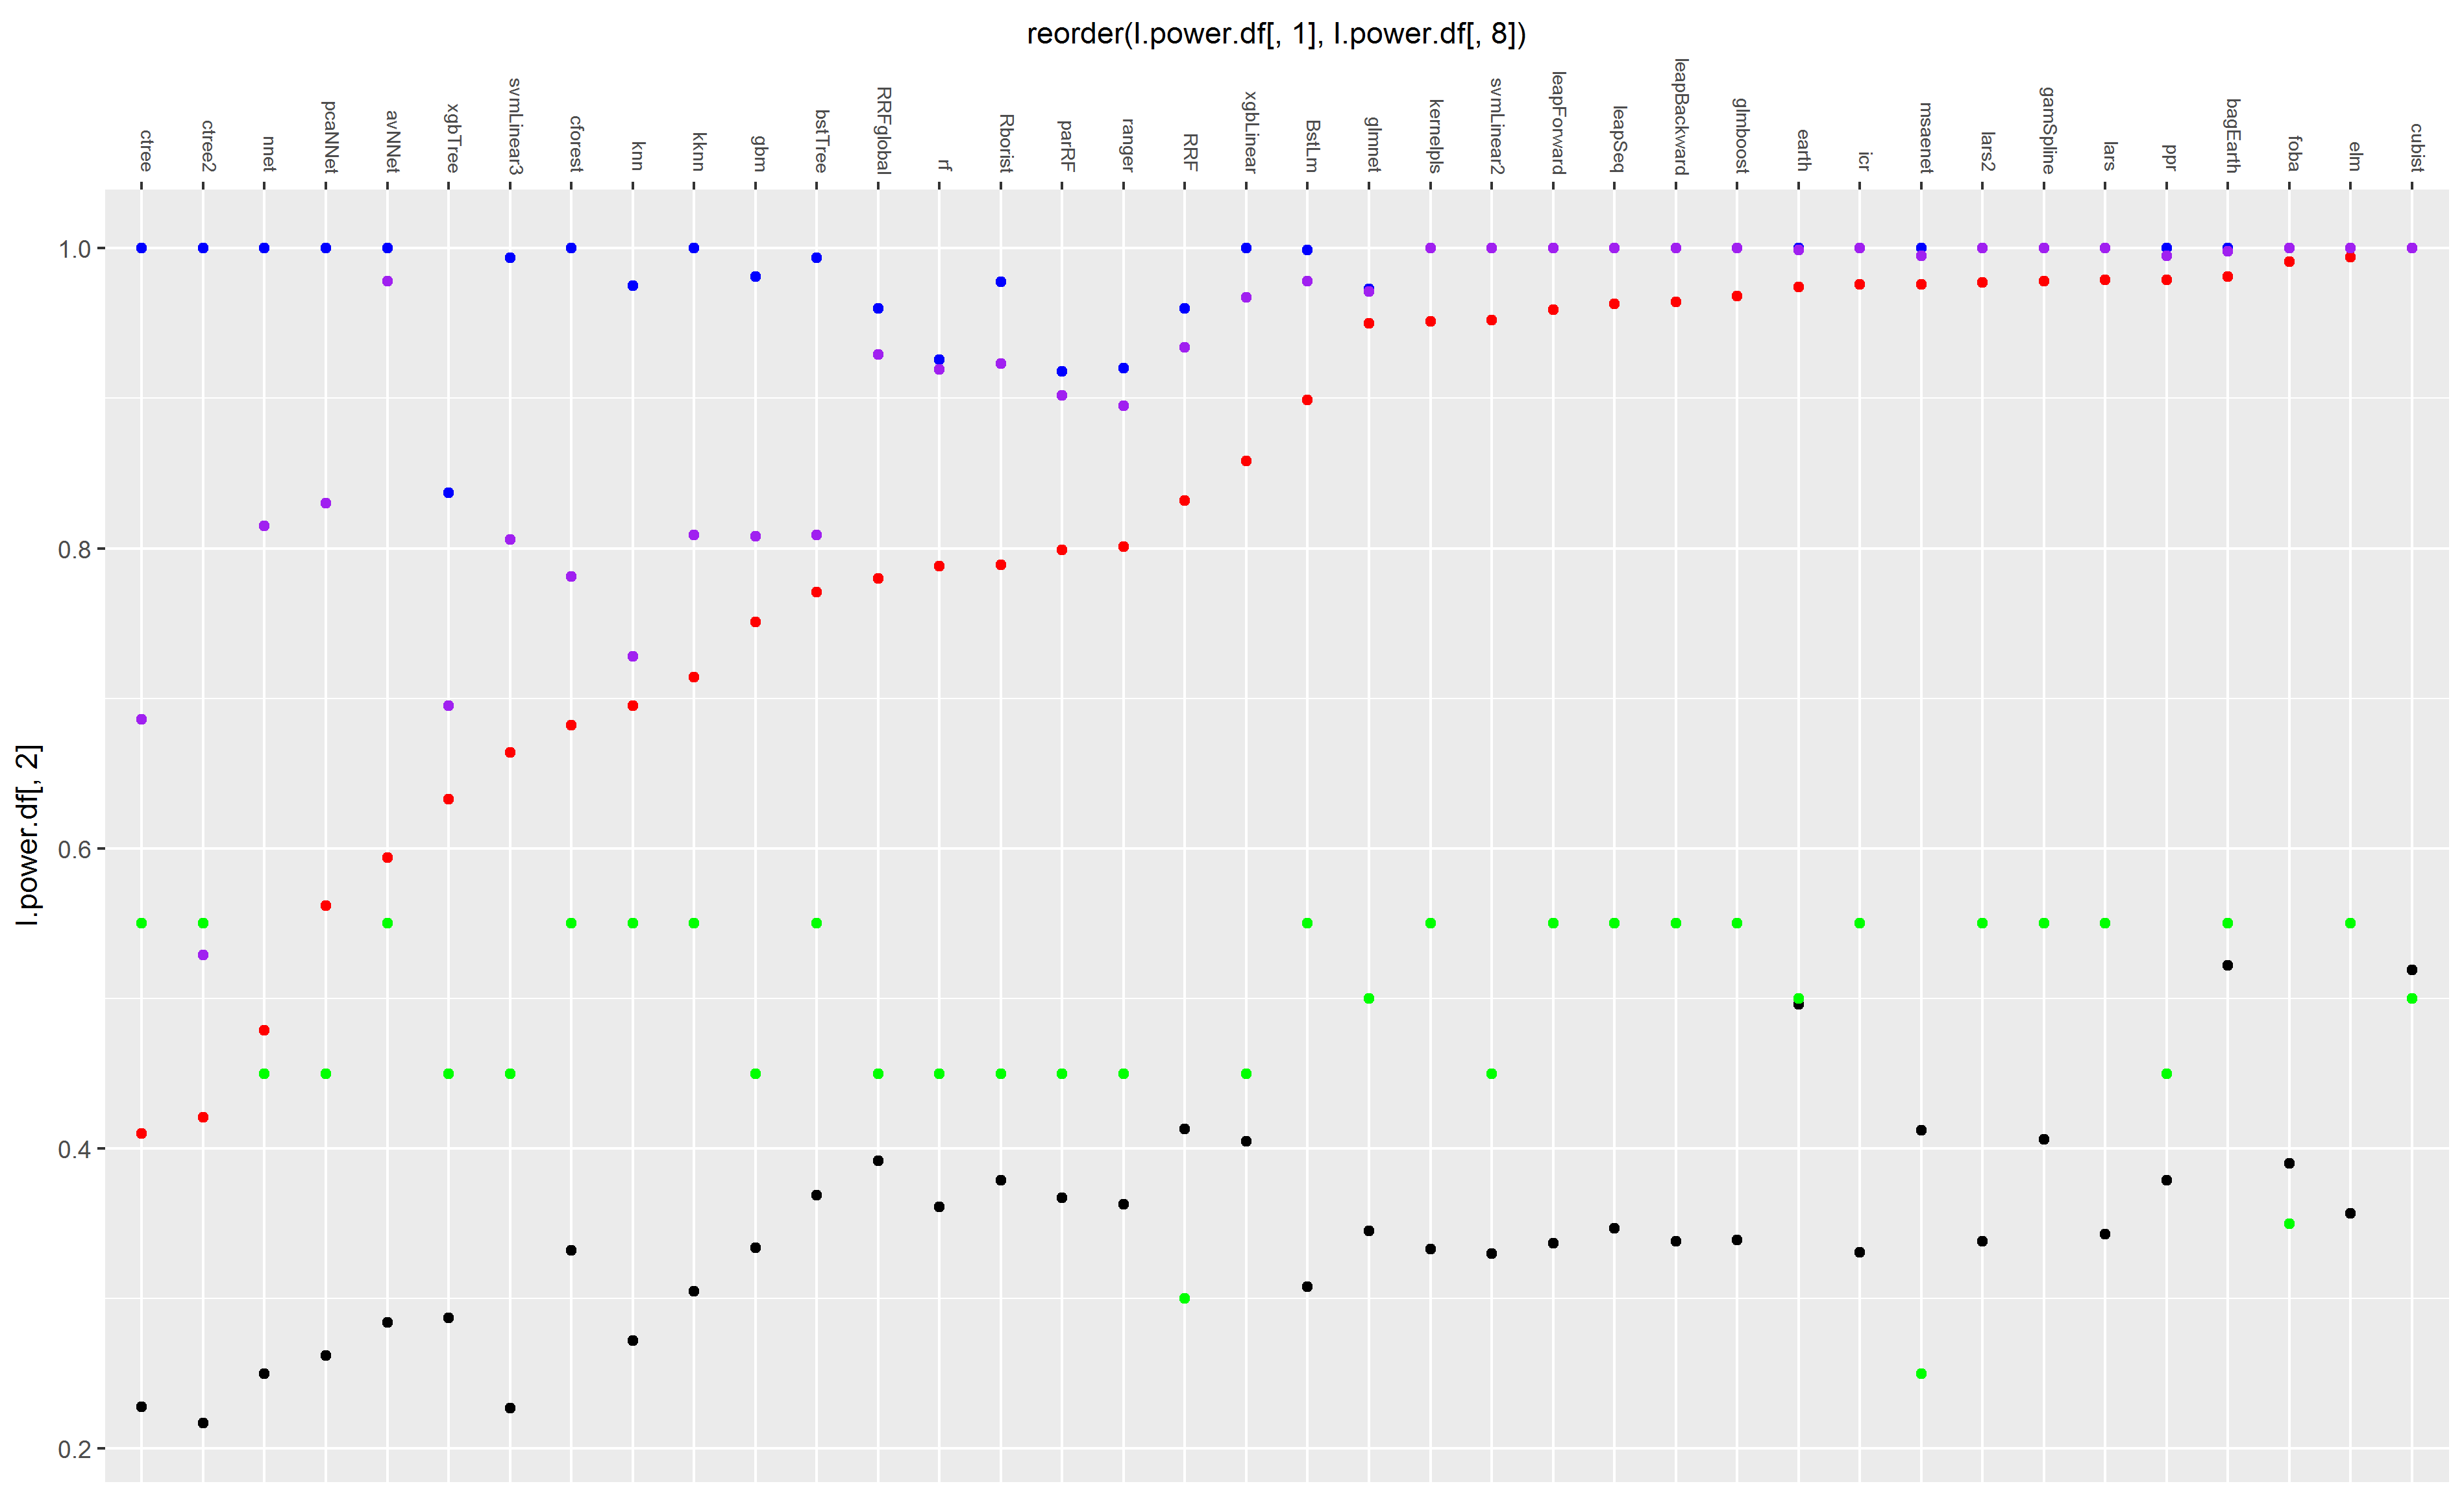 reorder(l.power.df[, 1], l.power.df[, 8])
ctree
ctree2
nnet
pcaNNet
avNNet
xgbTree
svmLinear3
cforest
knn
kknn
gbm
bstTree
RRFglobal
rf
Rborist
parRF
ranger
RRF
xgbLinear
BstLm
glmnet
kernelpls
svmLinear2
leapForward
leapSeq
leapBackward
glmboost
earth
icr
msaenet
lars2
gamSpline
lars
ppr
bagEarth
foba
elm
cubist
1.0
0.8
0.6
0.4
0.2
l.power.df[, 2]